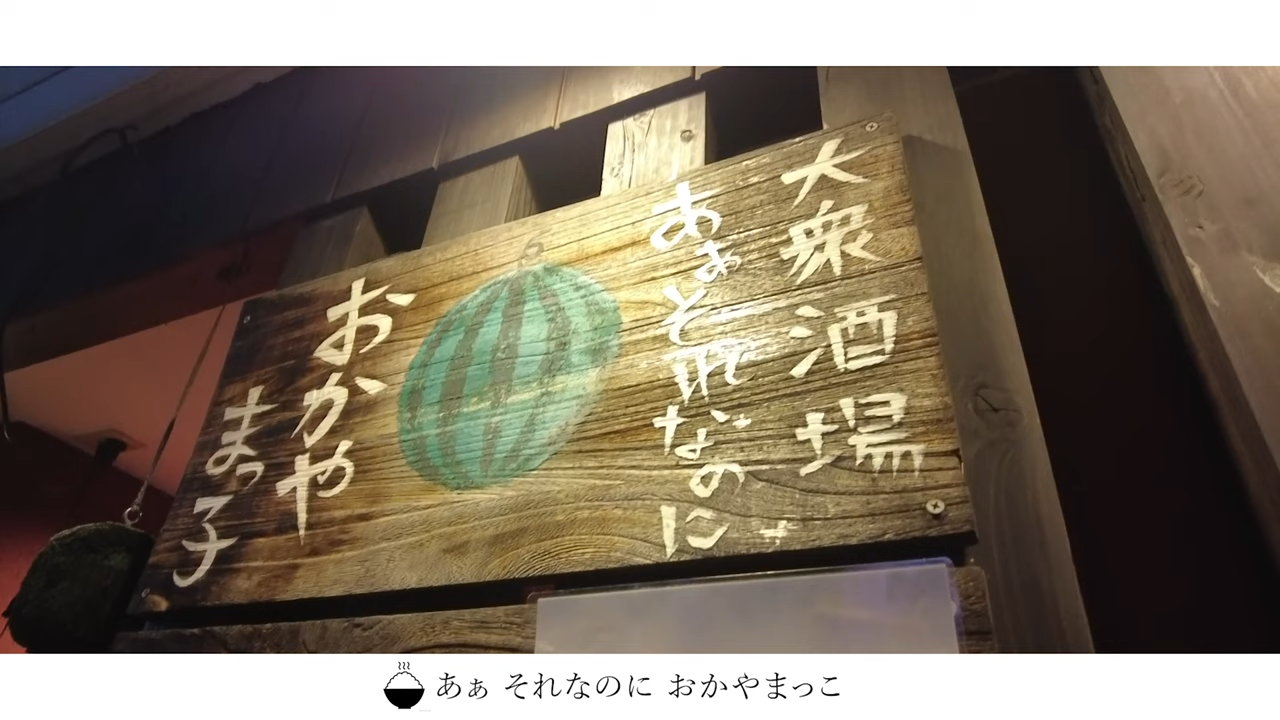 大衆酒場
あぁそれなのに
おかや
まっ子
あぁ それなのに おかやまっこ